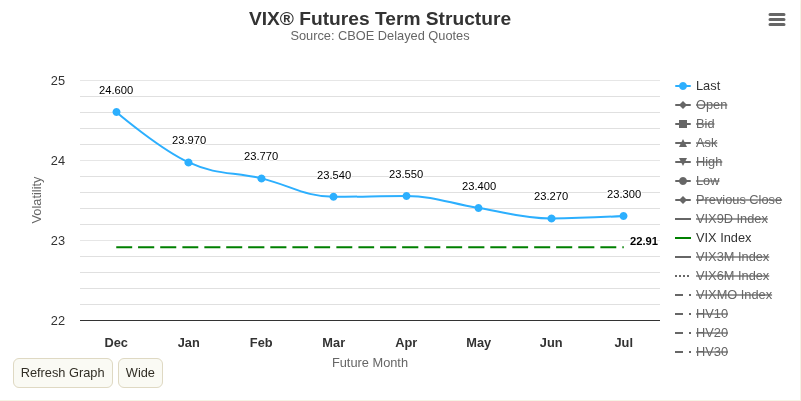 VIX® Futures Term Structure
Source: CBOE Delayed Quotes
25
24
23
22
Volatility
24.600
23.970
23.770
23.540
23.550
23.400
23.270
23.300
22.91
Dec Jan Feb Mar Apr May Jun Jul
Future Month
Last
Open
Bid
Ask
High
Low
Previous Close
VIX9D Index
VIX Index
VIX3M Index
VIX6M Index
VIXMO Index
HV10
HV20
HV30
Refresh Graph Wide